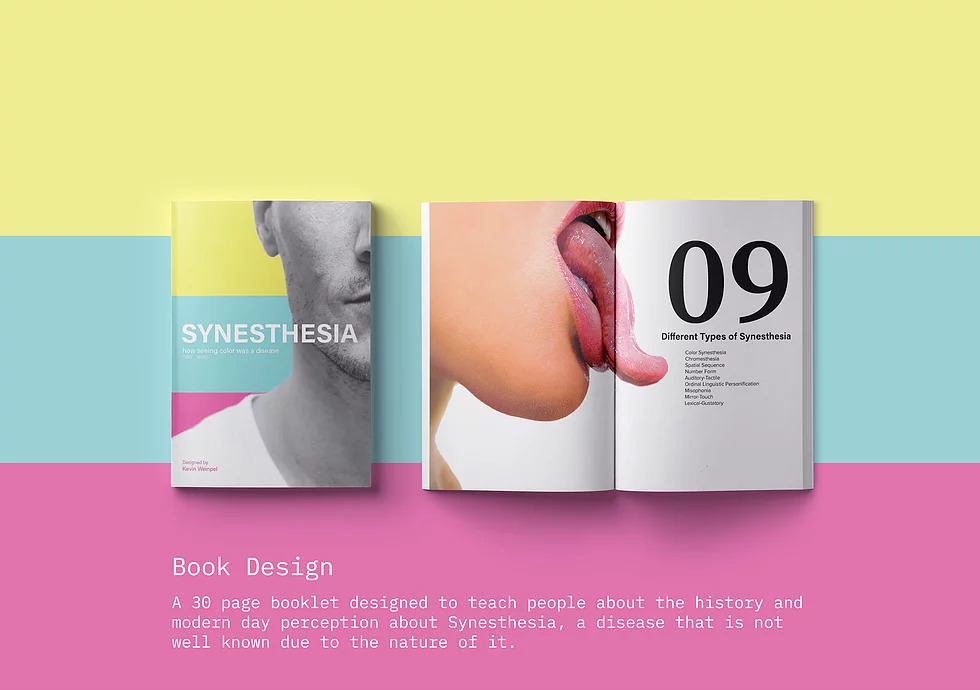 SYNESTHESIA
how seeing color was a disease
Designed by
Kevin Weinpel
09
Different Types of Synesthesia
Color Synesthesia
Chromesthesia
Spatial Sequence
Number Form
Auditory-Tactile
Ordinal Linguistic Personification
Misophonia
Mirror-Touch
Lexical-Gustatory
Book Design
A 30 page booklet designed to teach people about the history and
modern day perception about Synesthesia, a disease that is not
well known due to the nature of it.